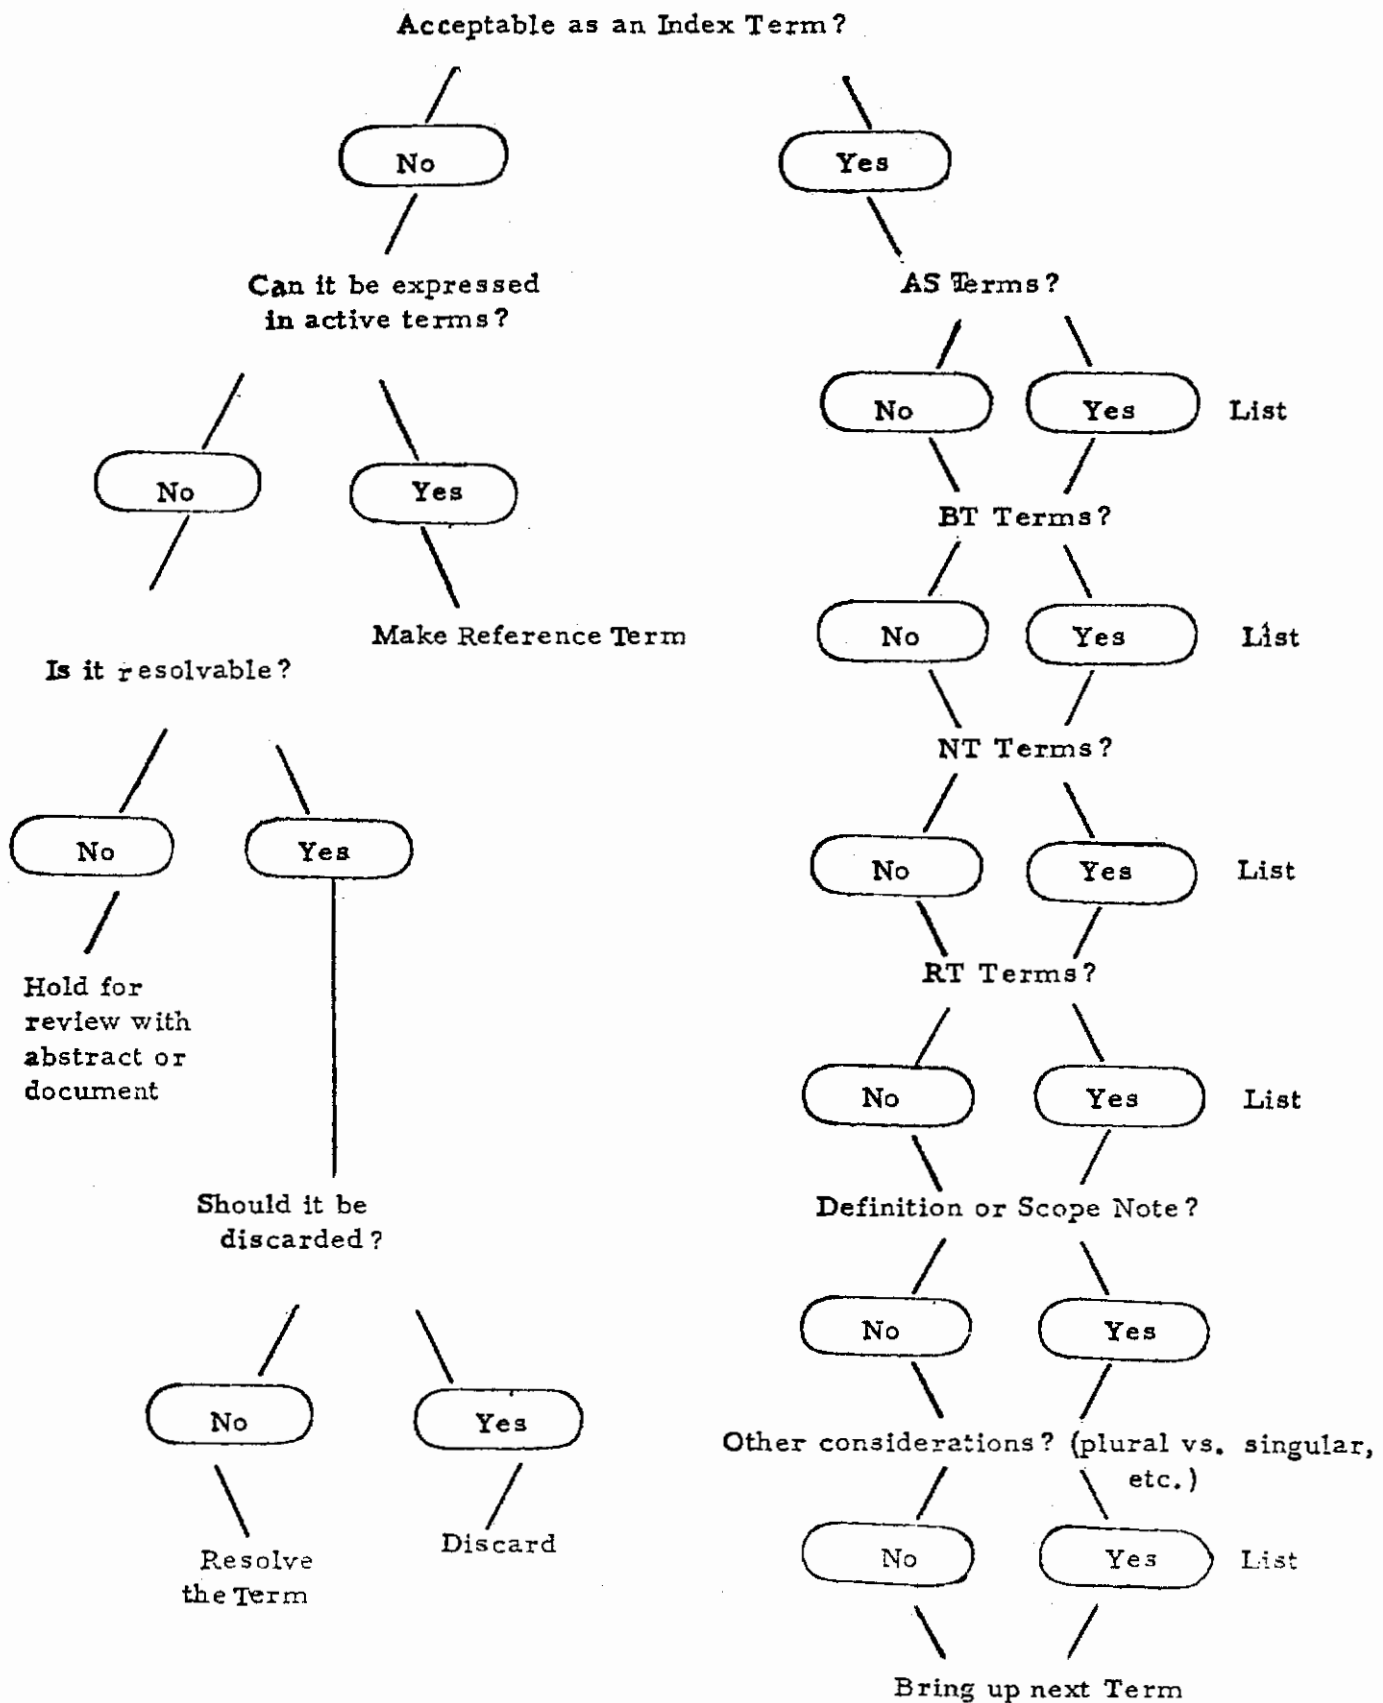 Acceptable as an Index Term?
No
Yes
Can it be expressed
in active terms?
AS Terms?
No
Yes
List
No
Yes
BT Terms?
Make Reference Term
No
Yes
List
Is it resolvable?
NT Terms?
No
Yes
No
Yes
List
Hold for
review with
abstract or
document
RT Terms?
No
Yes
List
Should it be
discarded?
Definition or Scope Note?
No
Yes
No
Yes
Other considerations? (plural vs. singular,
etc.)
Resolve
the Term
Discard
No
Yes
List
Bring up next Term